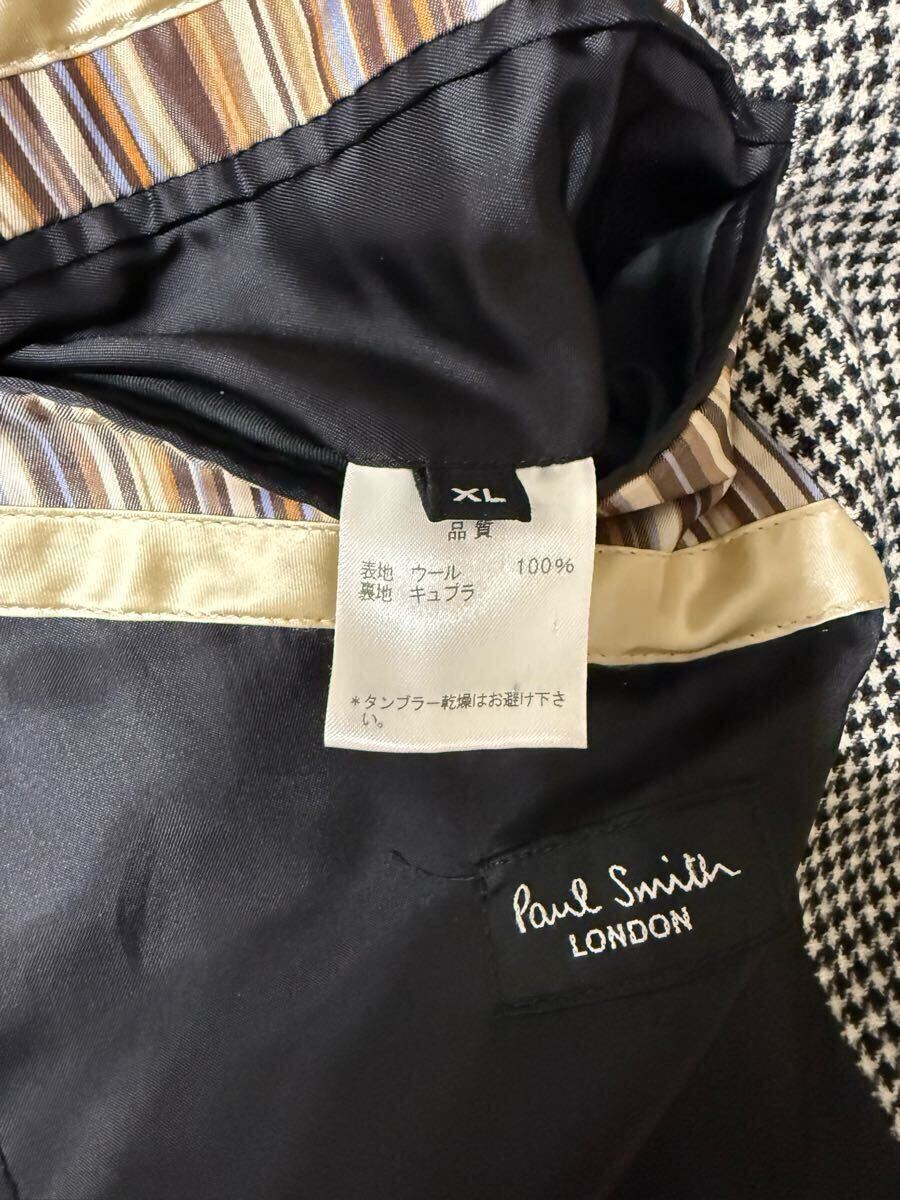 XL
品質
表地 ウール 100%
裏地 キュプラ
*タンブラー乾燥はお避け下さ
い。
Paul Smith
LONDON